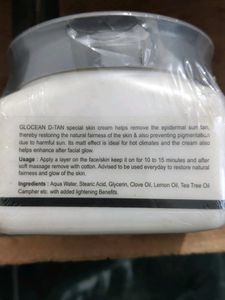 GLOCEAN D-TAN special skin cream helps remove the epidermal sun tan,
thereby restoring the natural fairness of the skin & also preventing pigmentation
due to harmful sun. Its matt effect is ideal for hot climates and the cream also
helps enhance after facial glow.
Usage : Apply a layer on the face/skin keep it on for 10 to 15 minutes and after
soft massage remove with cotton. Advised to be used everyday to restore natural
fairness and glow of the skin.
Ingredients : Aqua Water, Stearic Acid, Glycerin, Clove Oil, Lemon Oil, Tea Tree Oil
Campher etc. with added lightening Benefits.